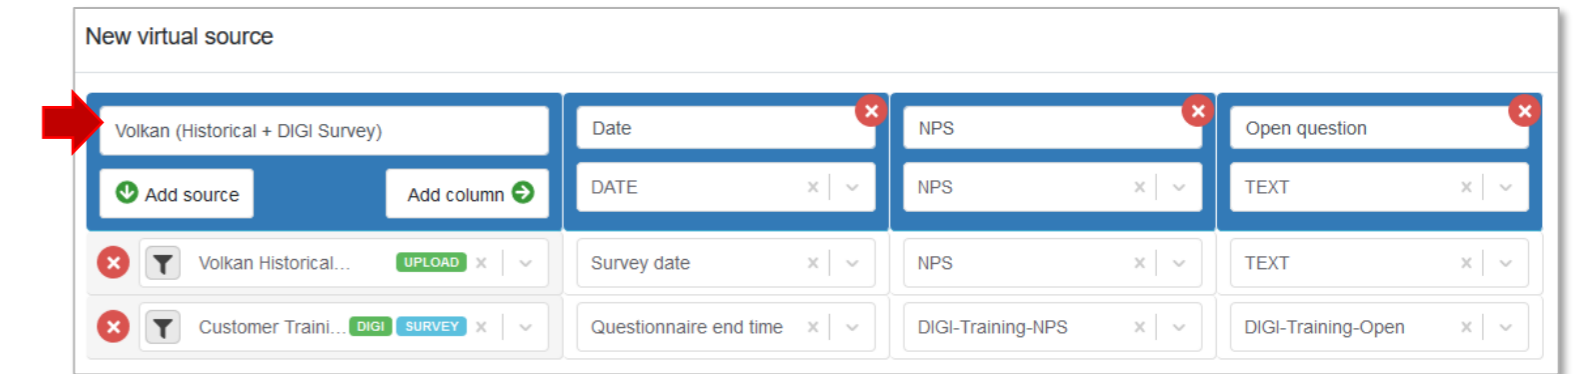 New virtual source
Volkan (Historical + DIGI Survey) Date NPS Open question
Add source Add column DATE NPS TEXT
Volkan Historical... UPLOAD Survey date NPS TEXT
Customer Traini... DIGI SURVEY Questionnaire end time DIGI-Training-NPS DIGI-Training-Open